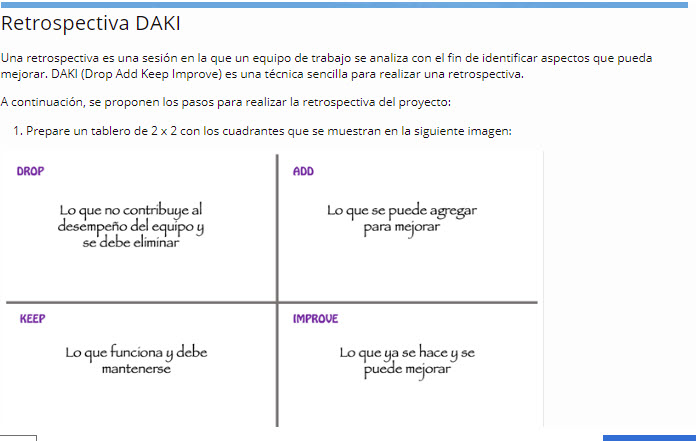 Retrospectiva DAKI
Una retrospectiva es una sesión en la que un equipo de trabajo se analiza con el fin de identificar aspectos que pueda
mejorar. DAKI (Drop Add Keep Improve) es una técnica sencilla para realizar una retrospectiva.
A continuación, se proponen los pasos para realizar la retrospectiva del proyecto:
1. Prepare un tablero de 2 x 2 con los cuadrantes que se muestran en la siguiente imagen:
DROP
Lo que no contribuye al
desempeño del equipo y
se debe eliminar
ADD
Lo que se puede agregar
para mejorar
KEEP
Lo que funciona y debe
mantenerse
IMPROVE
Lo que ya se hace y se
puede mejorar